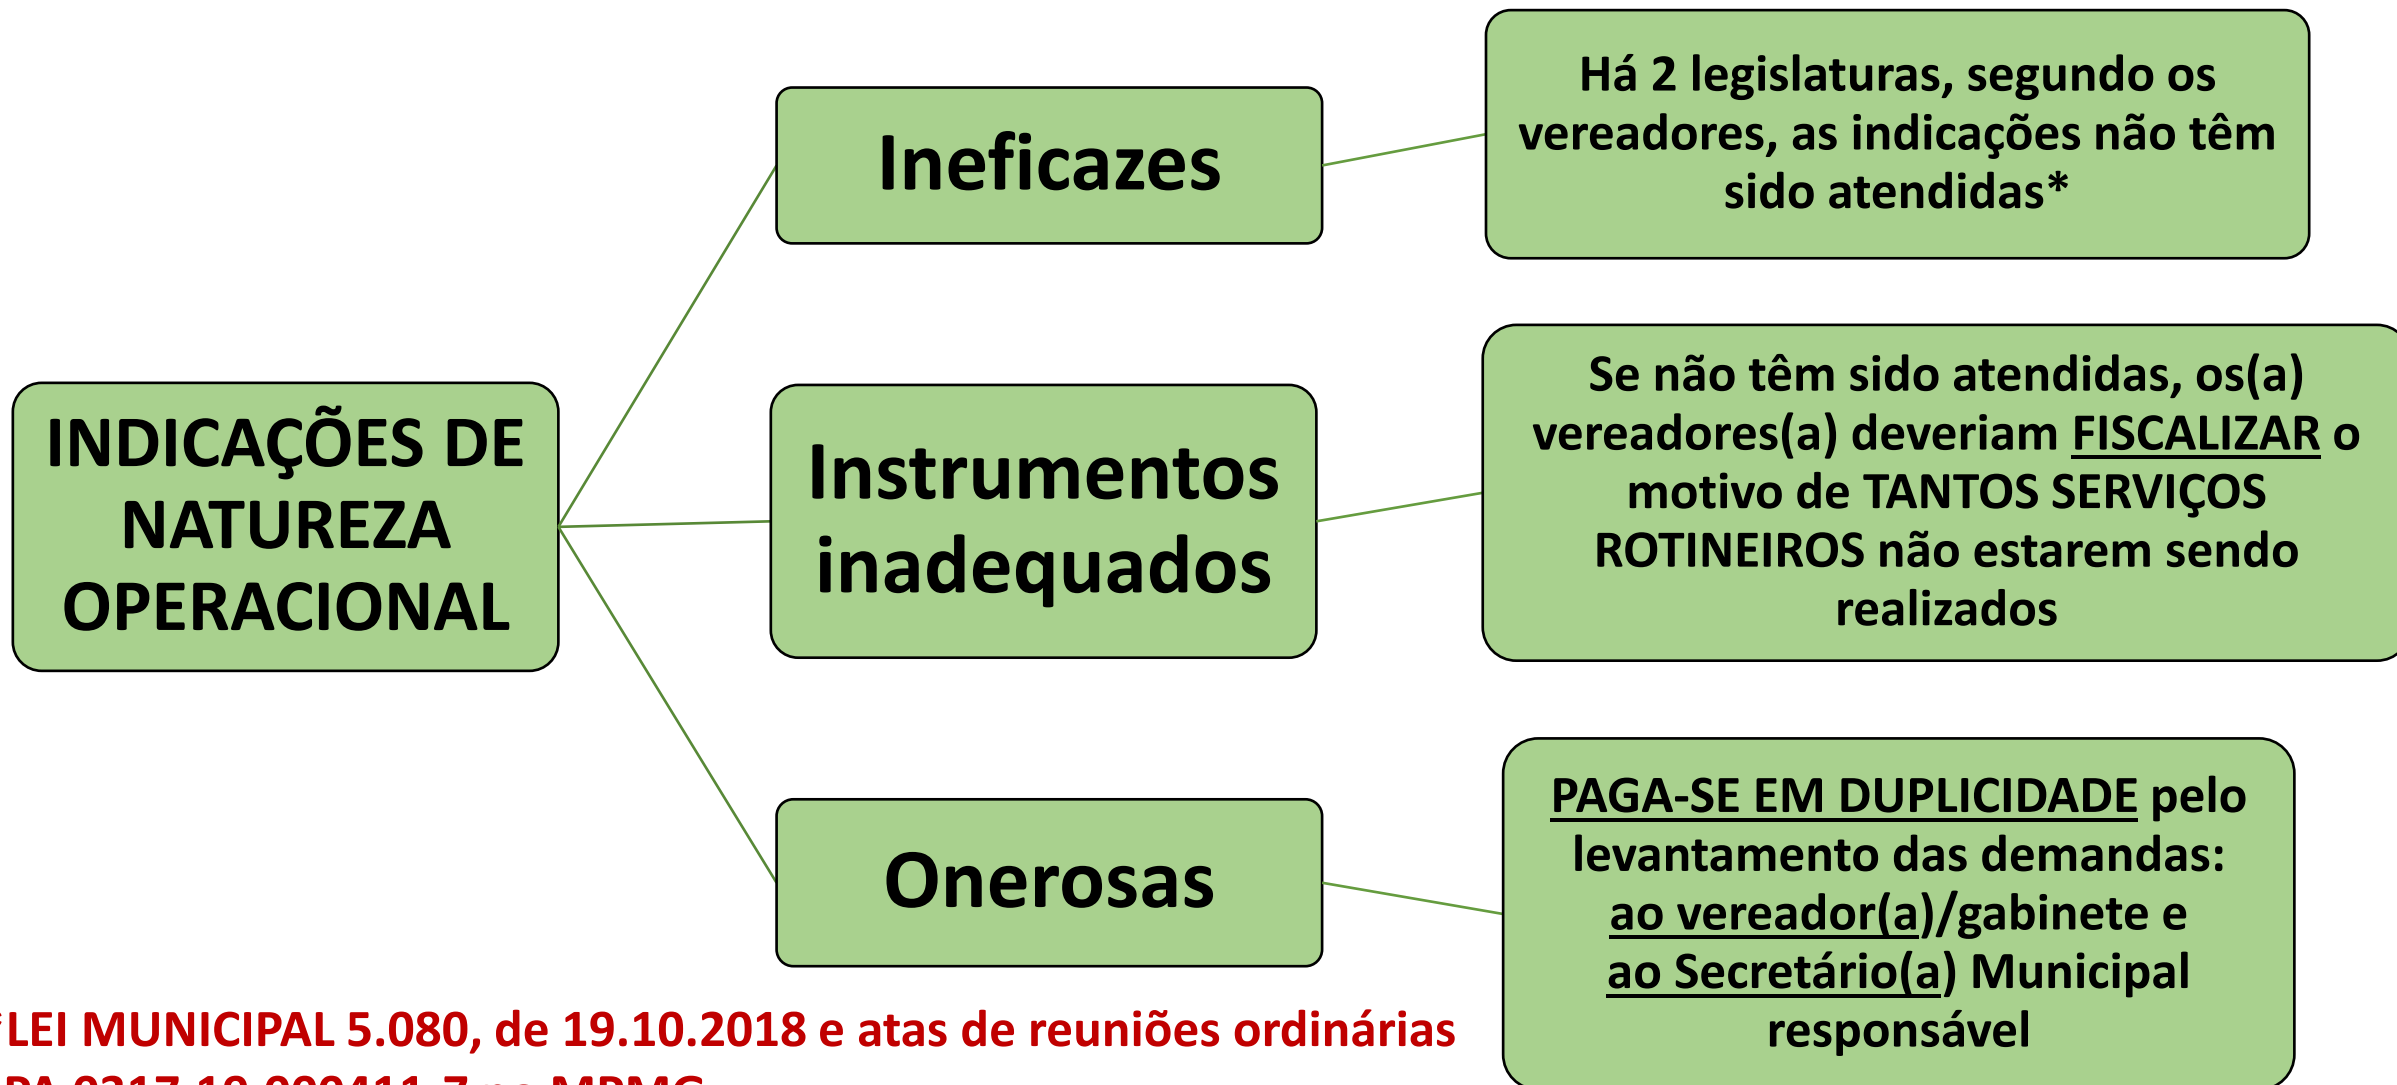 INDICAÇÕES DE
NATUREZA
OPERACIONAL
Ineficazes
Há 2 legislaturas, segundo os
vereadores, as indicações não têm
sido atendidas*
Instrumentos
inadequados
Se não têm sido atendidas, os(a)
vereadores(a) deveriam FISCALIZAR o
motivo de TANTOS SERVIÇOS
ROTINEIROS não estarem sendo
realizados
Onerosas
PAGA-SE EM DUPLICIDADE pelo
levantamento das demandas:
ao vereador(a)/gabinete e
ao Secretário(a) Municipal
responsável
*LEI MUNICIPAL 5.080, de 19.10.2018 e atas de reuniões ordinárias